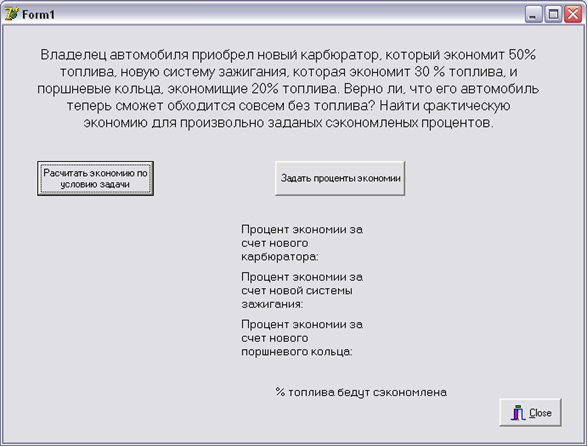 Form1
Владелец автомобиля приобрел новый карбюратор, который экономит 50%
топлива, новую систему зажигания, которая экономит 30 % топлива, и
поршневые кольца, экономищие 20% топлива. Верно ли, что его автомобиль
теперь сможет обходится совсем без топлива? Найти фактическую
экономию для произвольно заданых сэкономленых процентов.
Расчитать экономию по
условию задачи
Задать проценты экономии
Процент экономии за
счет нового
карбюратора:
Процент экономии за
счет новой системы
зажигания:
Процент экономии за
счет нового
поршневого кольца:
% топлива бедут сэкономлена
Close